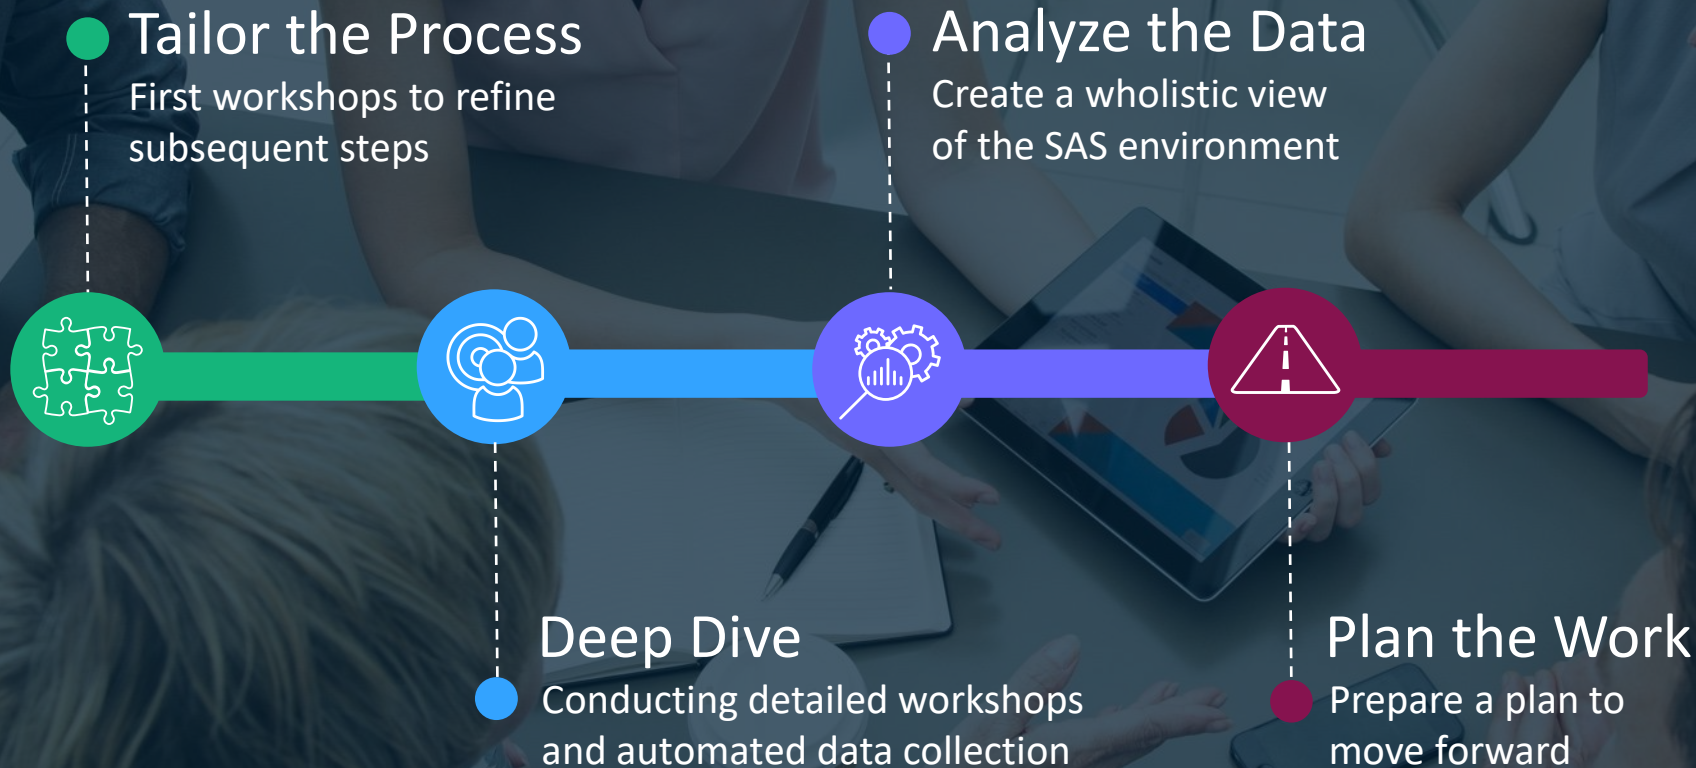 Tailor the Process
First workshops to refine
subsequent steps
Analyze the Data
Create a wholistic view
of the SAS environment
Deep Dive
Conducting detailed workshops
and automated data collection
Plan the Work
Prepare a plan to
move forward